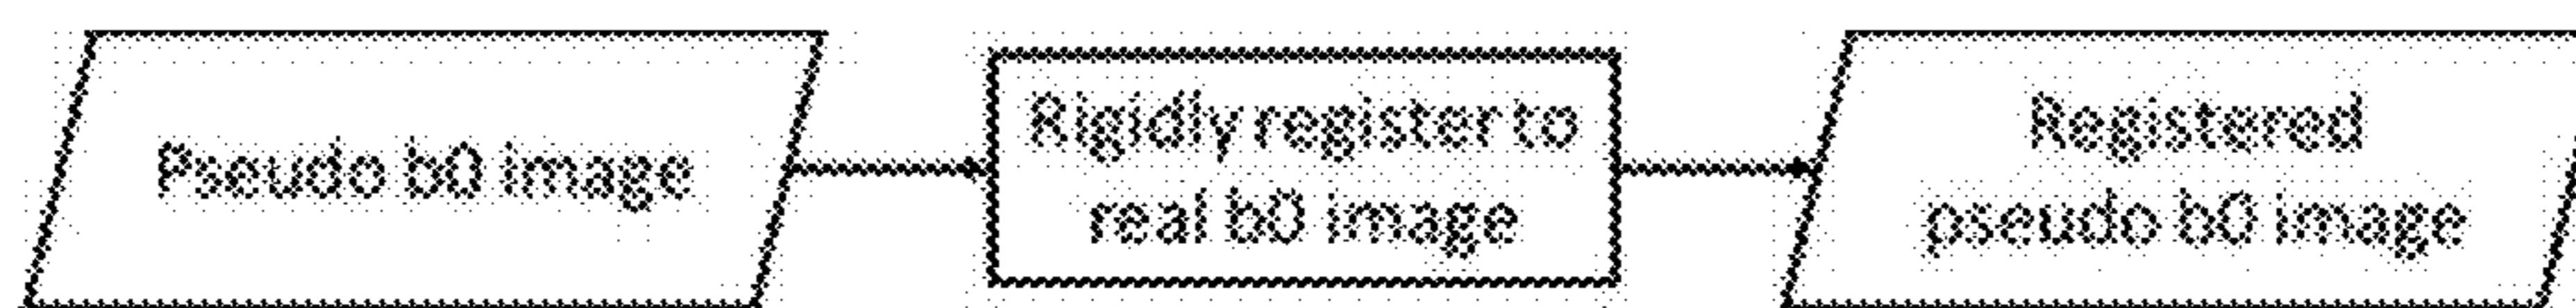 Pseudo b0 image
Rigidly register to
real b0 image
Registered
pseudo b0 image